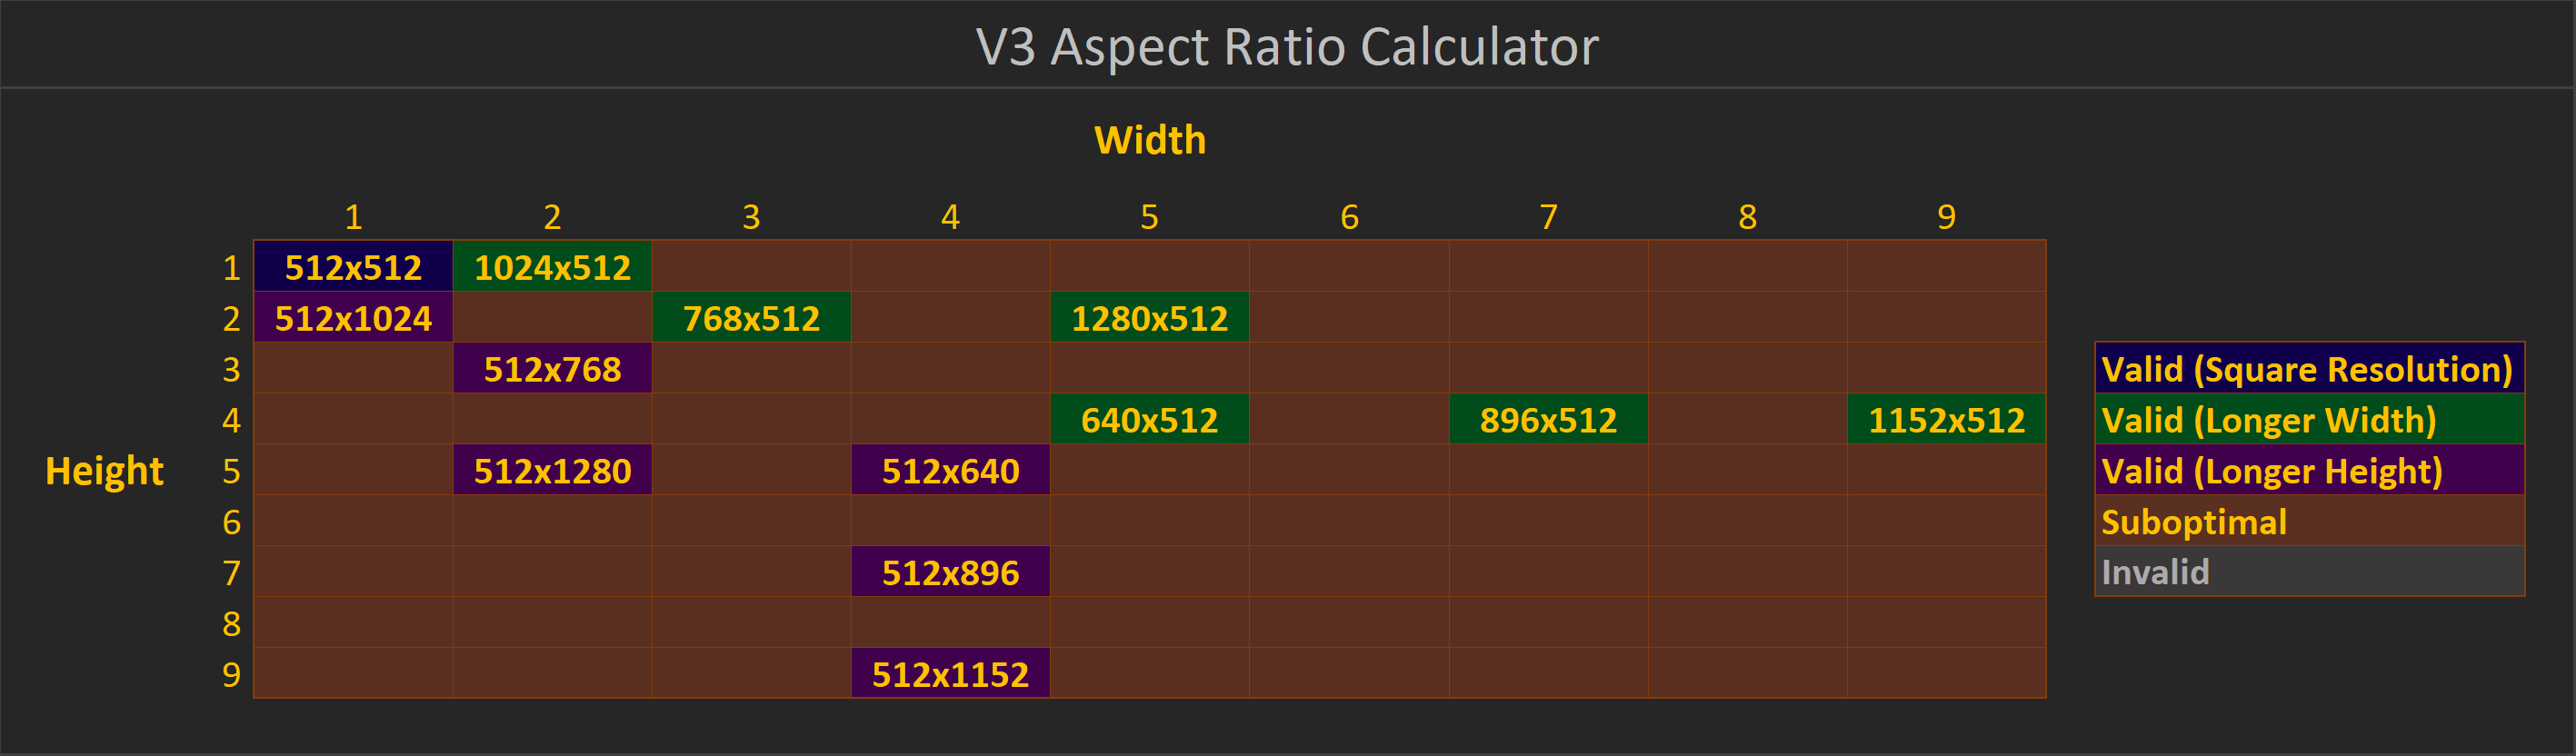 V3 Aspect Ratio Calculator
Width
1 2 3 4 5 6 7 8 9
1 512x512 1024x512
2 512x1024 768x512 1280x512
3 512x768 Valid (Square Resolution)
4 640x512 896x512 1152x512 Valid (Longer Width)
Height 5 512x1280 512x640 Valid (Longer Height)
6 Suboptimal
7 512x896 Invalid
8
9 512x1152